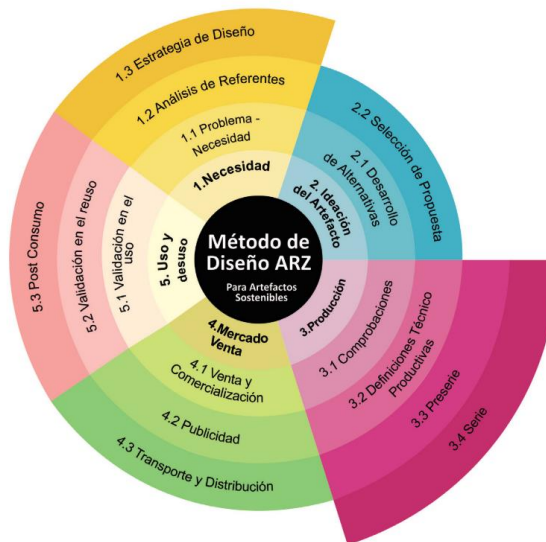 Método de
Diseño ARZ
Para Artefactos
Sostenibles
1.Necesidad
1.1 Problema -
Necesidad
1.2 Análisis de Referentes
1.3 Estrategia de Diseño
2. Ideación
del Artefacto
2.1 Desarrollo
de Alternativas
2.2 Selección de Propuesta
3.Producción
3.1 Comprobaciones
3.2 Definiciones Técnico
Productivas
3.3 Preserie
3.4 Serie
4.Mercado
Venta
4.1 Venta y
Comercialización
4.2 Publicidad
4.3 Transporte y Distribución
5. Uso y
desuso
5.1 Validación en el
uso
5.2 Validación en el reuso
5.3 Post Consumo